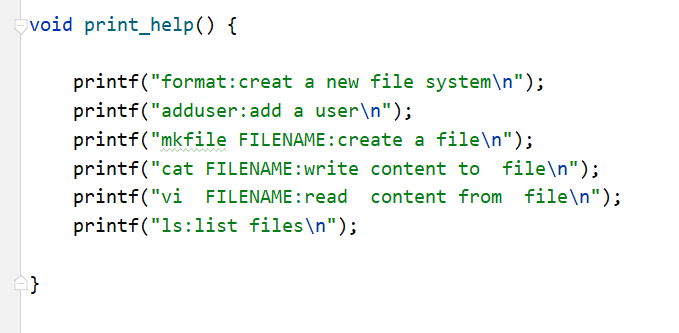 void print_help() {
printf("format:creat a new file system\n");
printf("adduser:add a user\n");
printf("mkfile FILENAME:create a file\n");
printf("cat FILENAME:write content to  file\n");
printf("vi  FILENAME:read  content from  file\n");
printf("ls:list files\n");
}